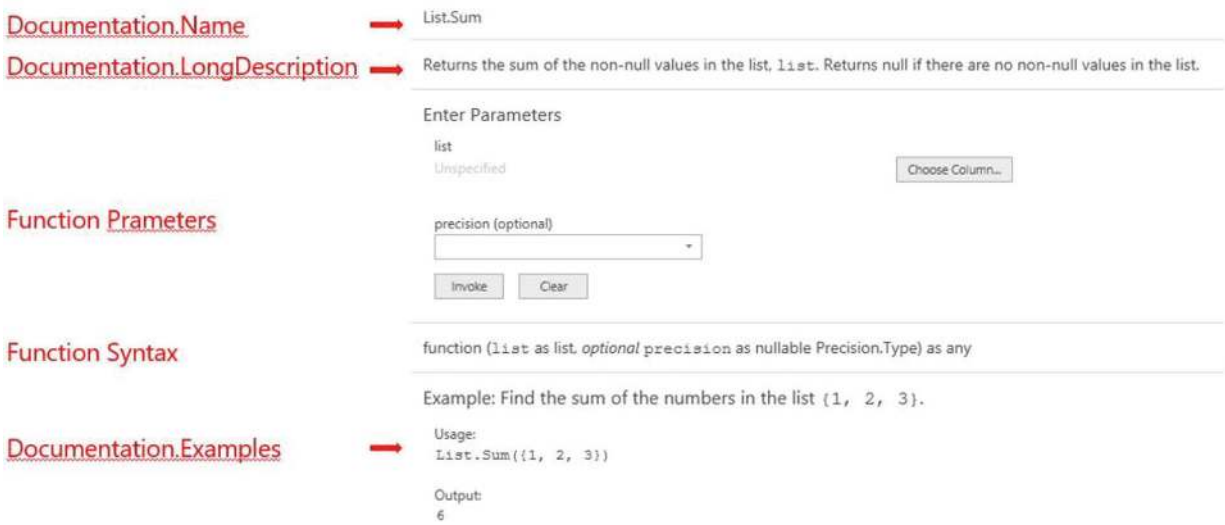 Documentation.Name
List.Sum
Documentation.LongDescription
Returns the sum of the non-null values in the list, list. Returns null if there are no non-null values in the list.
Enter Parameters
list
Unspecified
Choose Column...
Function Prameters
precision (optional)
Invoke
Clear
Function Syntax
function (list as list, optional precision as nullable Precision.Type) as any
Example: Find the sum of the numbers in the list {1, 2, 3}.
Usage:
Documentation.Examples
List.Sum({1, 2, 3})
Output:
6